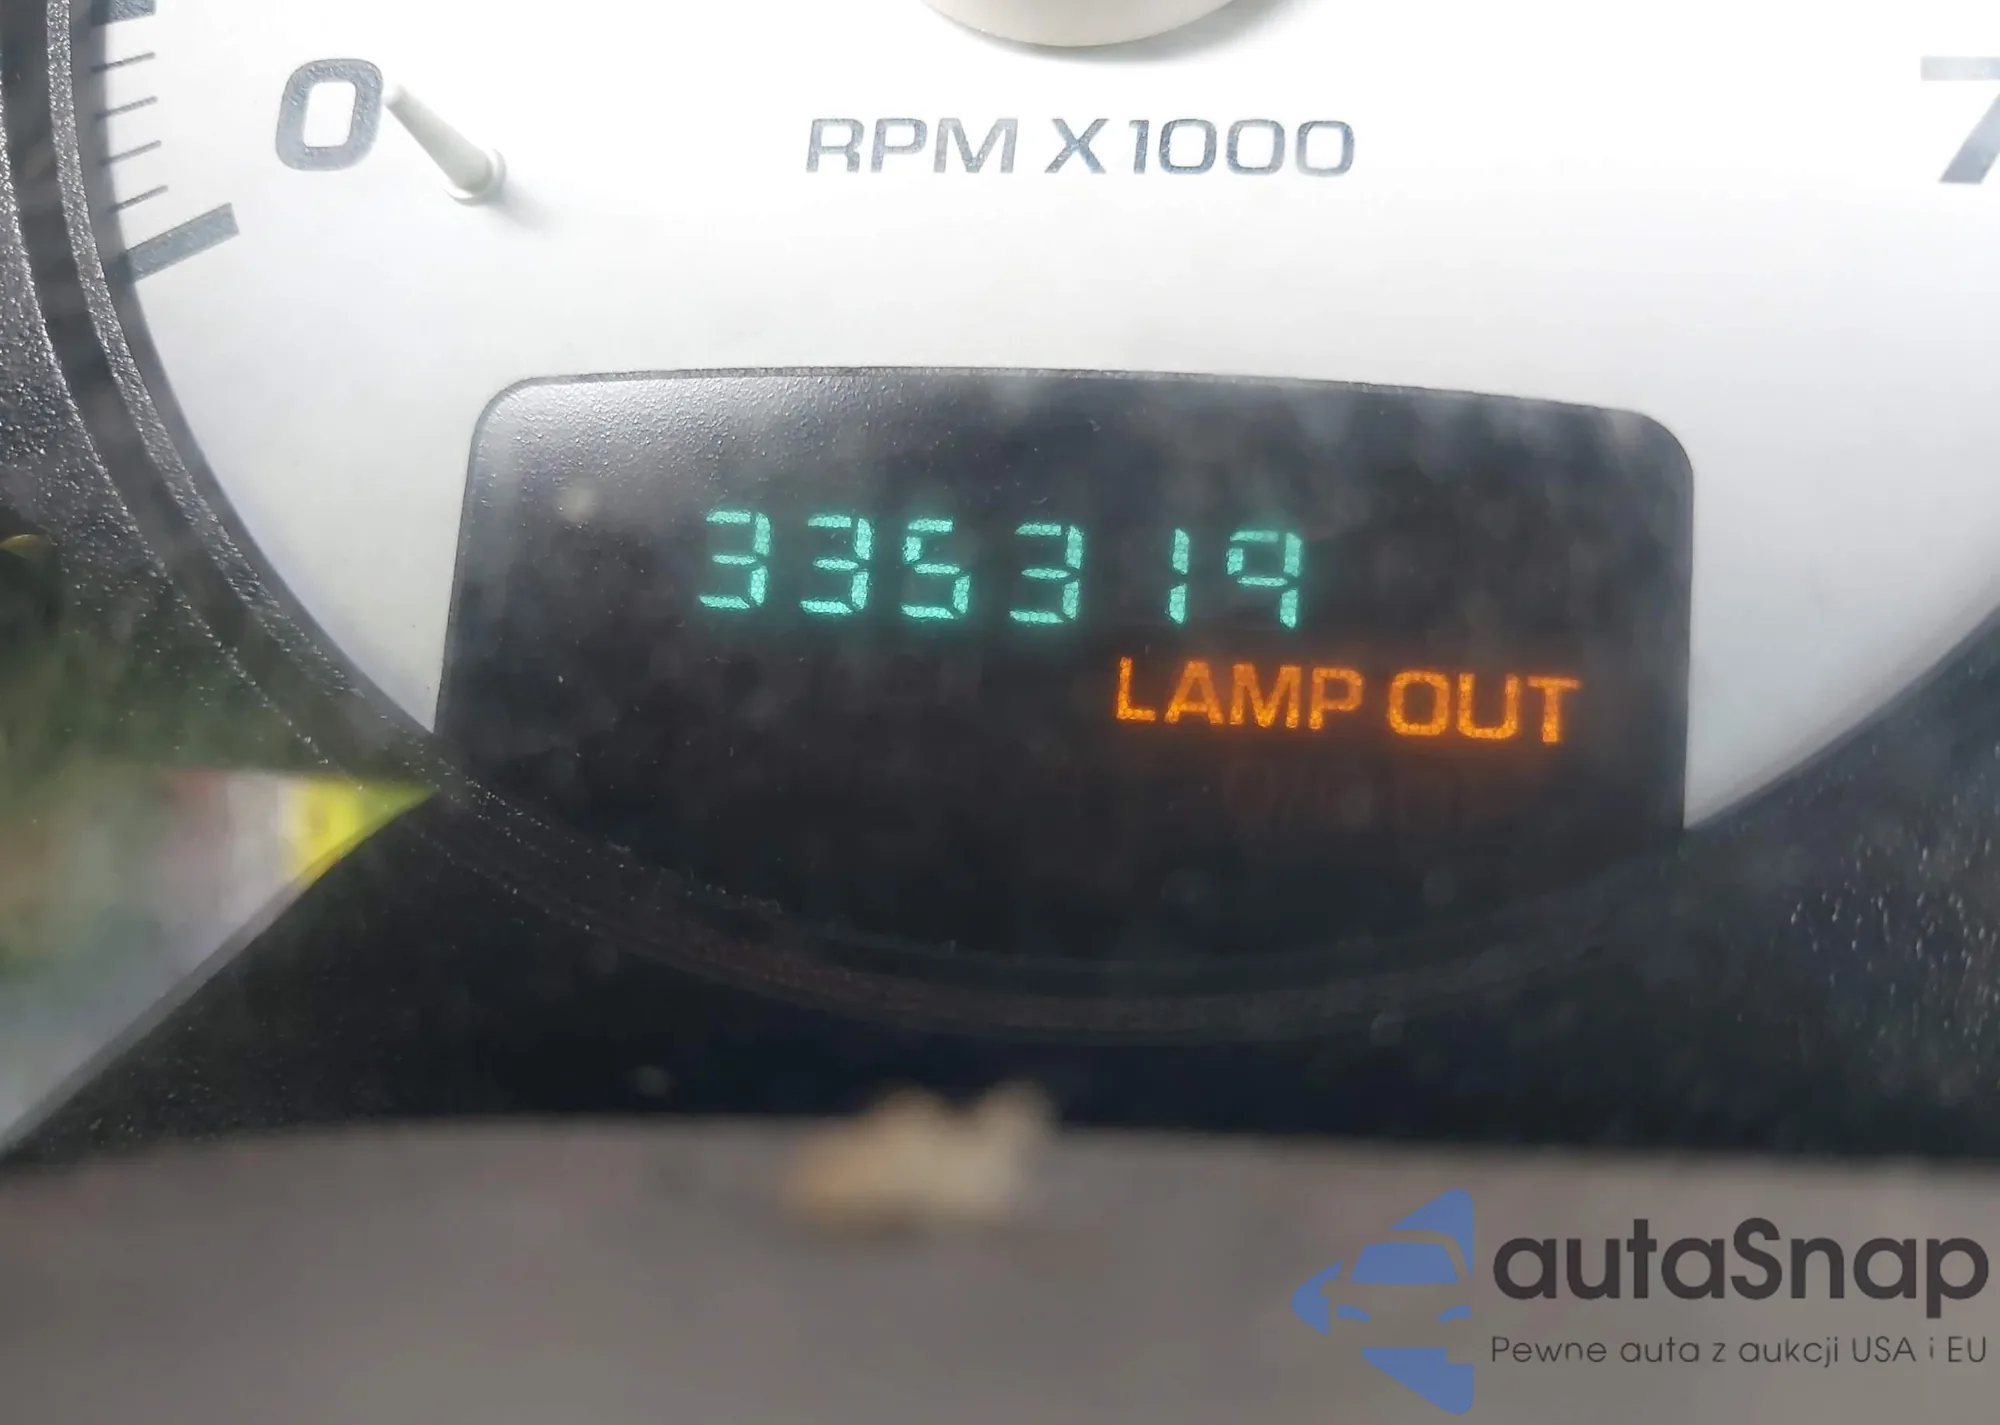 0
7
RPM X1000
335319
LAMP OUT
autaSnap
Pewne auta z aukcji USA i EU